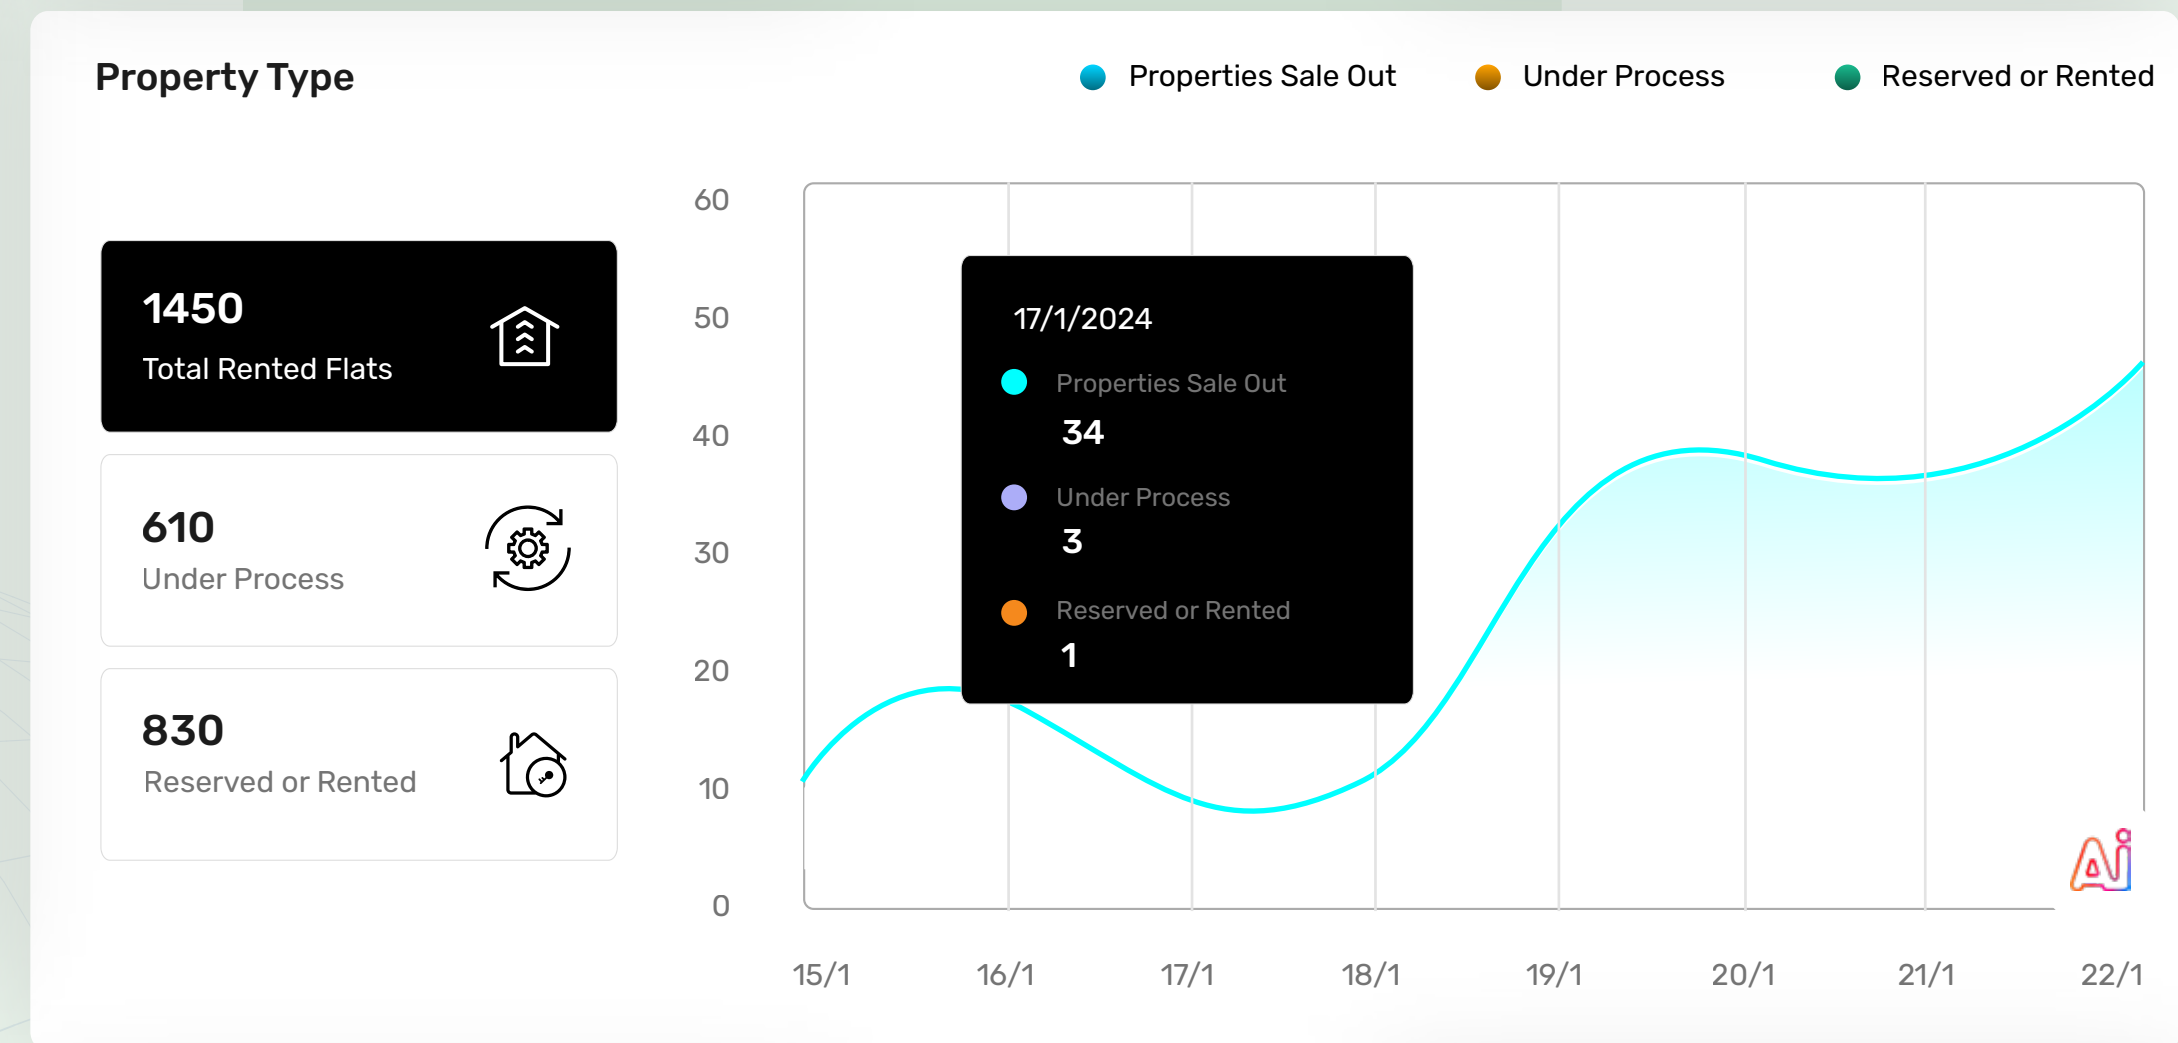 Property Type
Properties Sale Out
Under Process
Reserved or Rented
1450
Total Rented Flats
610
Under Process
830
Reserved or Rented
60
50
40
30
20
10
0
17/1/2024
Properties Sale Out
34
Under Process
3
Reserved or Rented
1
Ai
15/1
16/1
17/1
18/1
19/1
20/1
21/1
22/1